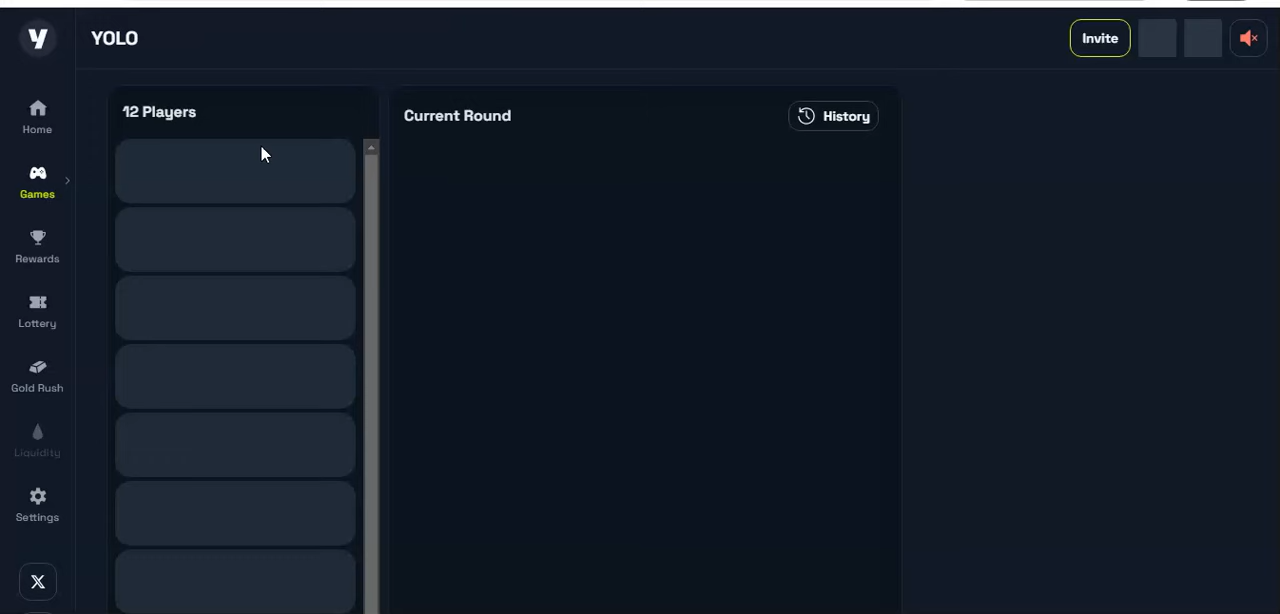 YOLO
Invite
Home
Games
Rewards
Lottery
Gold Rush
Liquidity
Settings
12 Players
Current Round
History